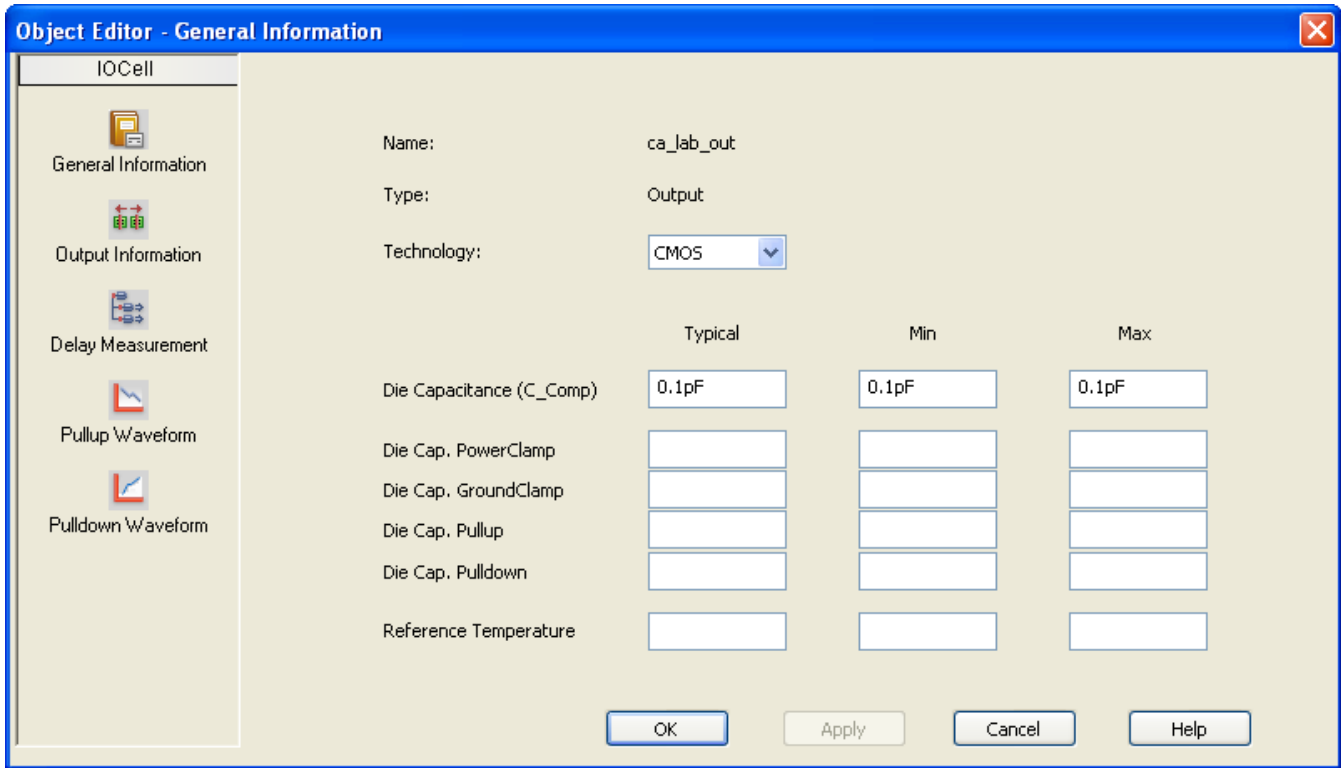 Object Editor - General Information
IOCell
General Information
Output Information
Delay Measurement
Pullup Waveform
Pulldown Waveform
Name: ca_lab_out
Type: Output
Technology: CMOS
Typical Min Max
Die Capacitance (C_Comp) 0.1pF 0.1pF 0.1pF
Die Cap. PowerClamp
Die Cap. GroundClamp
Die Cap. Pullup
Die Cap. Pulldown
Reference Temperature
OK Apply Cancel Help